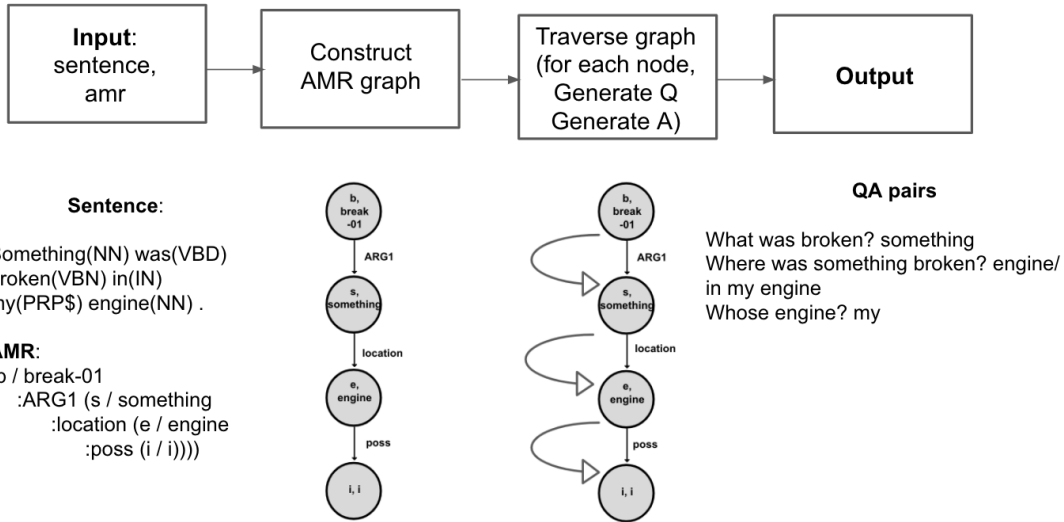 Input:
sentence,
amr
Construct
AMR graph
Traverse graph
(for each node,
Generate Q
Generate A)
Output
Sentence:
omething(NN) was(VBD)
roken(VBN) in(IN)
ny(PRP$) engine(NN) .
AMR:
b / break-01
:ARG1 (s / something
:location (e / engine
:poss (i / i))))
b,
break
-01
ARG1
s,
something
location
e,
engine
poss
i, i
b,
break
-01
ARG1
s,
something
location
e,
engine
poss
i, i
QA pairs
What was broken? something
Where was something broken? engine/
in my engine
Whose engine? my